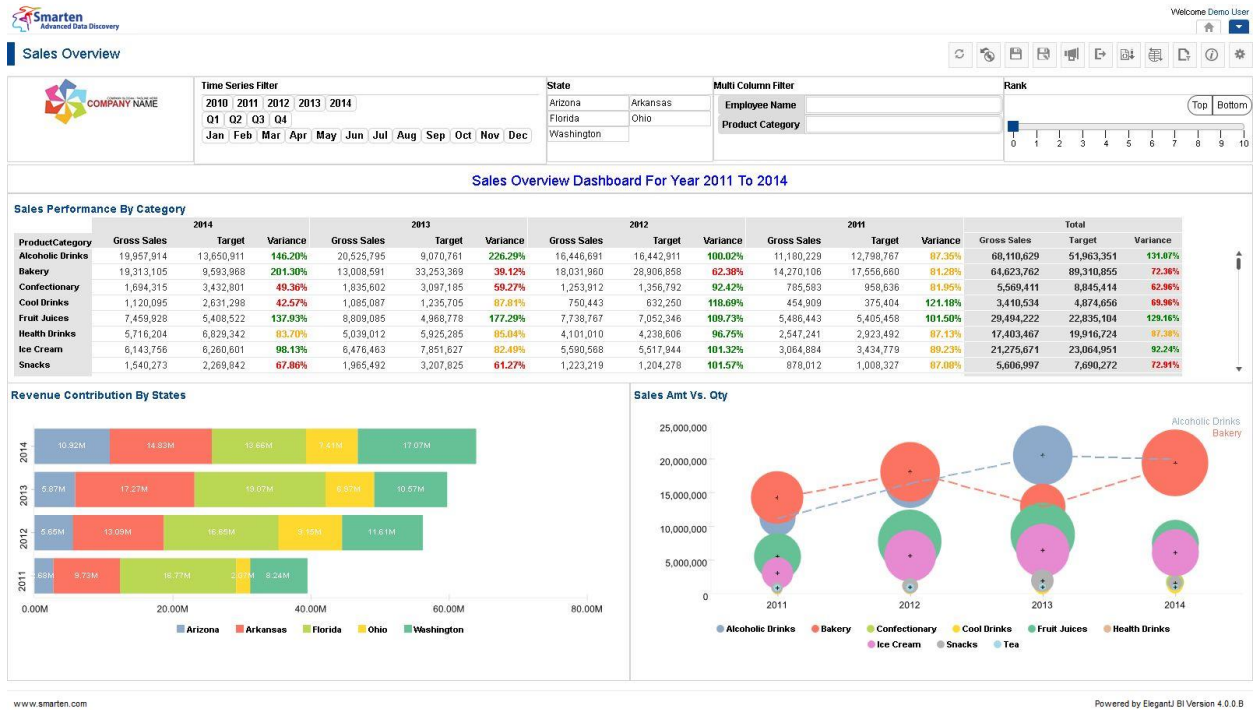 Smarten
Advanced Data Discovery
Welcome Demo User
Sales Overview
COMPANY NAME
Time Series Filter
2010 2011 2012 2013 2014
Q1 Q2 Q3 Q4
Jan Feb Mar Apr May Jun Jul Aug Sep Oct Nov Dec
State
Arizona Arkansas
Florida Ohio
Washington
Multi Column Filter
Employee Name
Product Category
Rank
Top Bottom
0 1 2 3 4 5 6 7 8 9 10
Sales Overview Dashboard For Year 2011 To 2014
Sales Performance By Category
2014 2013 2012 2011 Total
ProductCategory Gross Sales Target Variance Gross Sales Target Variance Gross Sales Target Variance Gross Sales Target Variance Gross Sales Target Variance
Alcoholic Drinks 19,957,914 13,650,911 146.20% 20,525,795 9,070,761 226.29% 16,446,691 16,442,911 100.02% 11,180,229 12,798,767 87.35% 68,110,629 51,963,351 131.07%
Bakery 19,313,105 9,593,968 201.30% 13,008,591 33,253,369 39.12% 18,031,960 28,906,858 62.38% 14,270,106 17,556,660 81.28% 64,623,762 89,310,855 72.36%
Confectionary 1,694,315 3,432,801 49.36% 1,835,602 3,097,185 59.27% 1,253,912 1,356,792 92.42% 785,583 958,636 81.95% 5,569,411 8,845,414 62.96%
Cool Drinks 1,120,095 2,631,298 42.57% 1,085,087 1,235,705 87.81% 750,443 632,250 118.69% 454,909 375,404 121.18% 3,410,534 4,874,656 69.96%
Fruit Juices 7,459,928 5,408,522 137.93% 8,809,085 4,968,778 177.29% 7,738,767 7,052,346 109.73% 5,486,443 5,405,458 101.50% 29,494,222 22,835,104 129.16%
Health Drinks 5,716,204 6,829,342 83.70% 5,039,012 5,925,285 85.04% 4,101,010 4,238,606 96.75% 2,547,241 2,923,492 87.13% 17,403,467 19,916,724 87.38%
Ice Cream 6,143,756 6,260,601 98.13% 6,476,463 7,851,627 82.49% 5,590,568 5,517,944 101.32% 3,064,884 3,434,779 89.23% 21,275,671 23,064,951 92.24%
Snacks 1,540,273 2,269,842 67.86% 1,965,492 3,207,825 61.27% 1,223,219 1,204,278 101.57% 878,012 1,008,327 87.08% 5,606,997 7,690,272 72.91%
Revenue Contribution By States
2014 10.92M 14.83M 13.66M 7.41M 17.07M
2013 5.87M 17.27M 19.07M 6.97M 10.57M
2012 5.65M 13.09M 16.65M 9.15M 11.61M
2011 9.73M 16.77M 8.24M
0.00M 20.00M 40.00M 60.00M 80.00M
Arizona Arkansas Florida Ohio Washington
Sales Amt Vs. Qty
Alcoholic Drinks
Bakery
25,000,000
20,000,000
15,000,000
10,000,000
5,000,000
0
2011 2012 2013 2014
Alcoholic Drinks Bakery Confectionary Cool Drinks Fruit Juices Health Drinks
Ice Cream Snacks Tea
www.smarten.com
Powered by ElegantJ BI Version 4.0.0.B